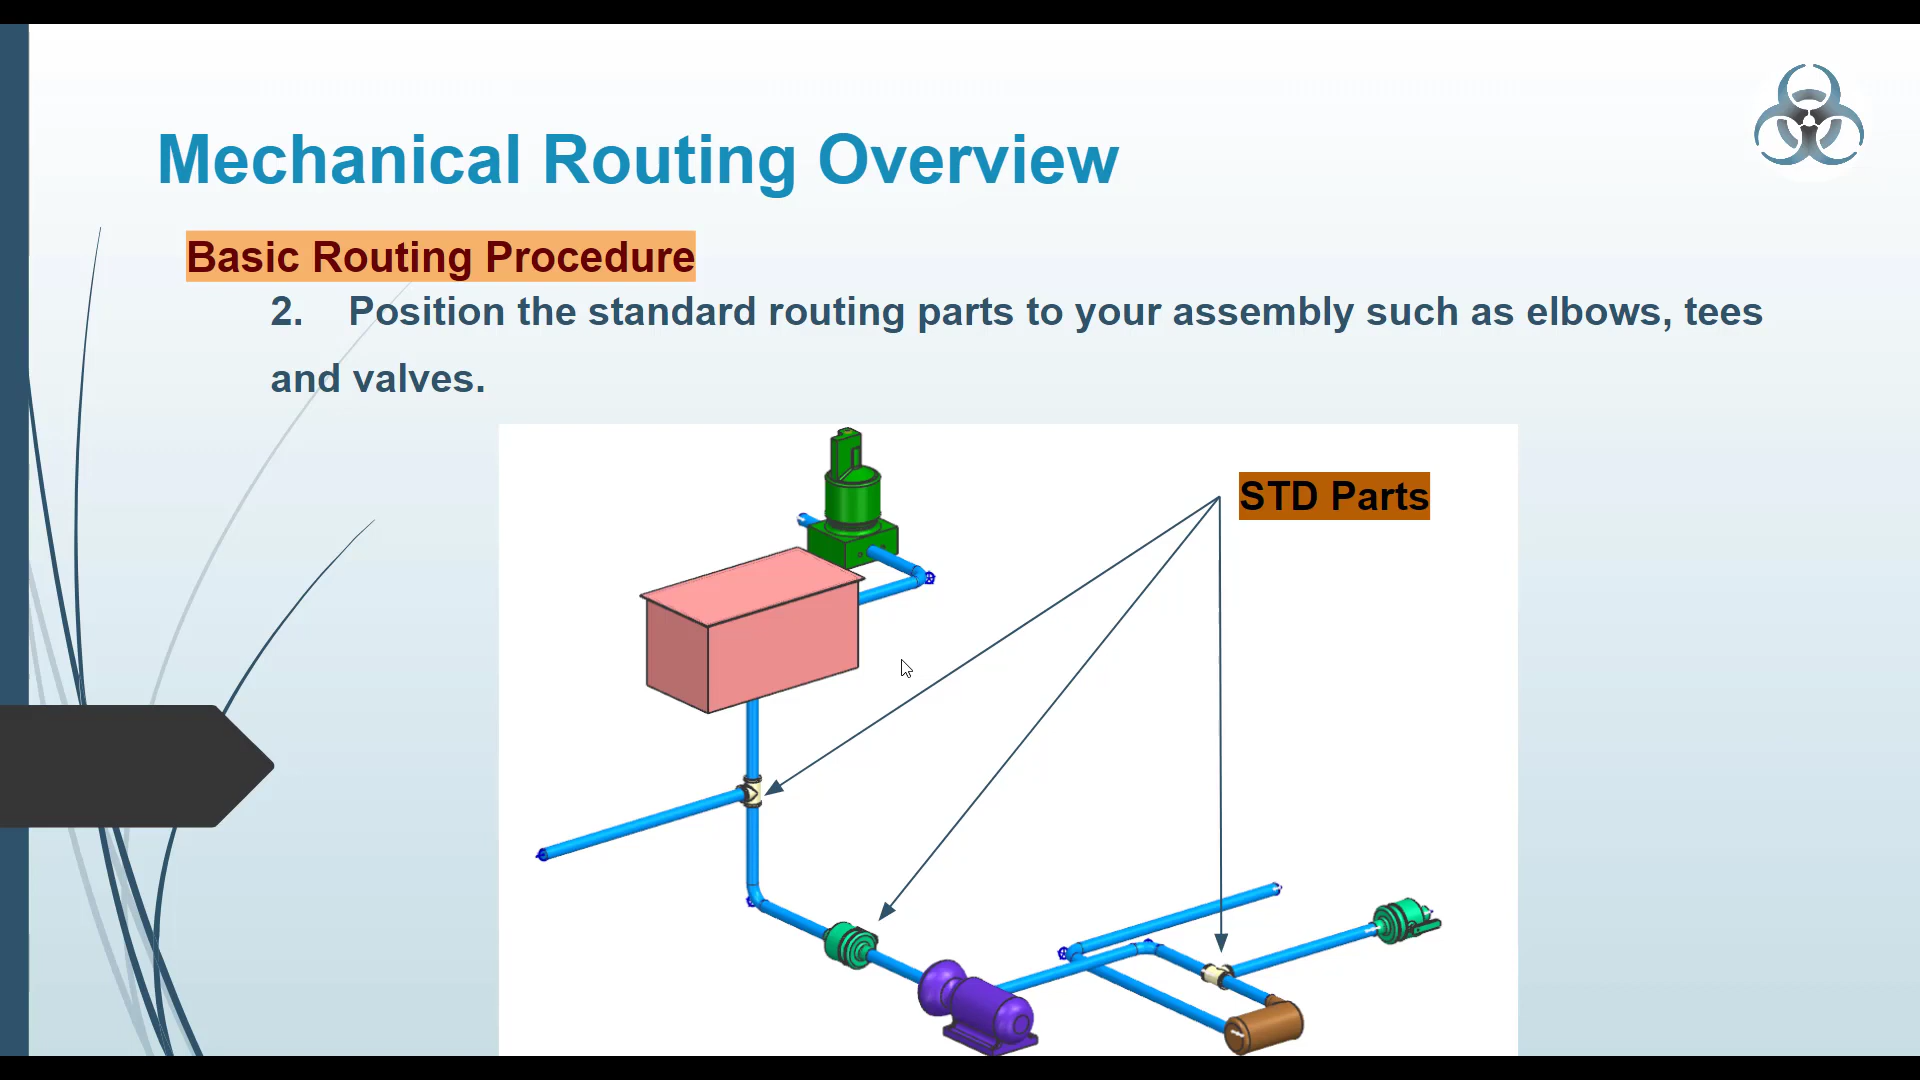 Mechanical Routing Overview
Basic Routing Procedure
2. Position the standard routing parts to your assembly such as elbows, tees
and valves.
STD Parts